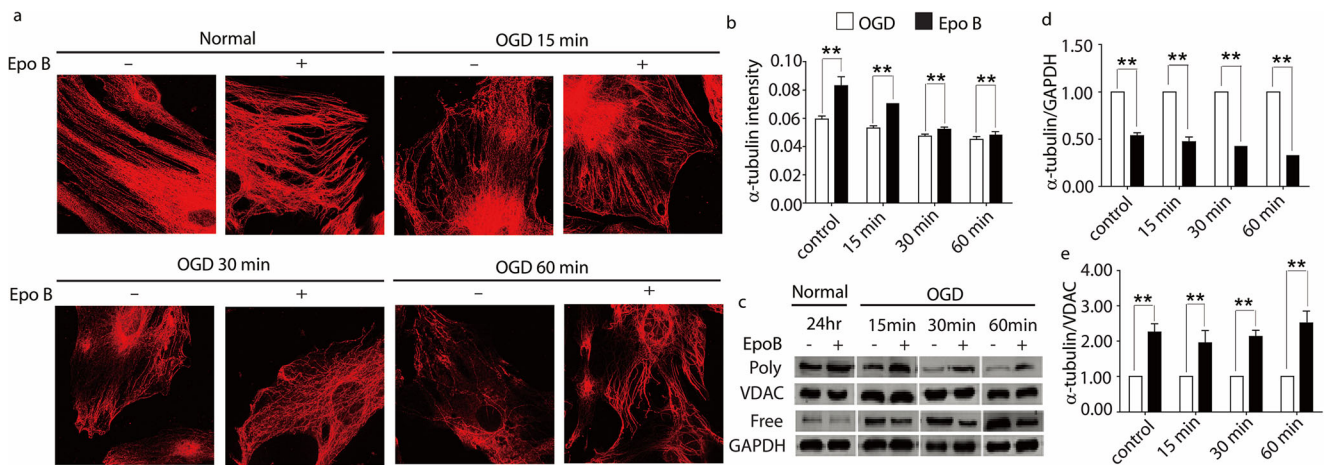 a
Normal
OGD 15 min
Epo B
–
+
–
+
OGD 30 min
OGD 60 min
Epo B
–
+
–
+
b
OGD
Epo B
α-tubulin intensity
0.10
0.08
0.06
0.04
0.02
0.00
**
**
**
**
control
15 min
30 min
60 min
c
Normal
OGD
24hr
15min
30min
60min
EpoB
-
+
-
+
-
+
-
+
Poly
VDAC
Free
GAPDH
d
α-tubulin/GAPDH
1.50
1.00
0.50
0.00
**
**
**
**
control
15 min
30 min
60 min
e
α-tubulin/VDAC
4.00
3.00
2.00
1.00
0.00
**
**
**
**
control
15 min
30 min
60 min